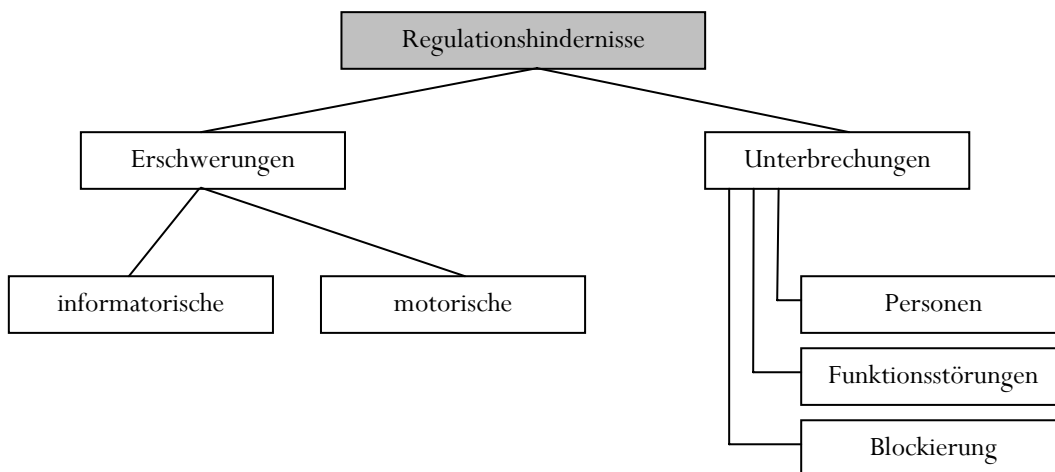 Regulationshindernisse
Erschwerungen
Unterbrechungen
informatorische
motorische
Personen
Funktionsstörungen
Blockierung